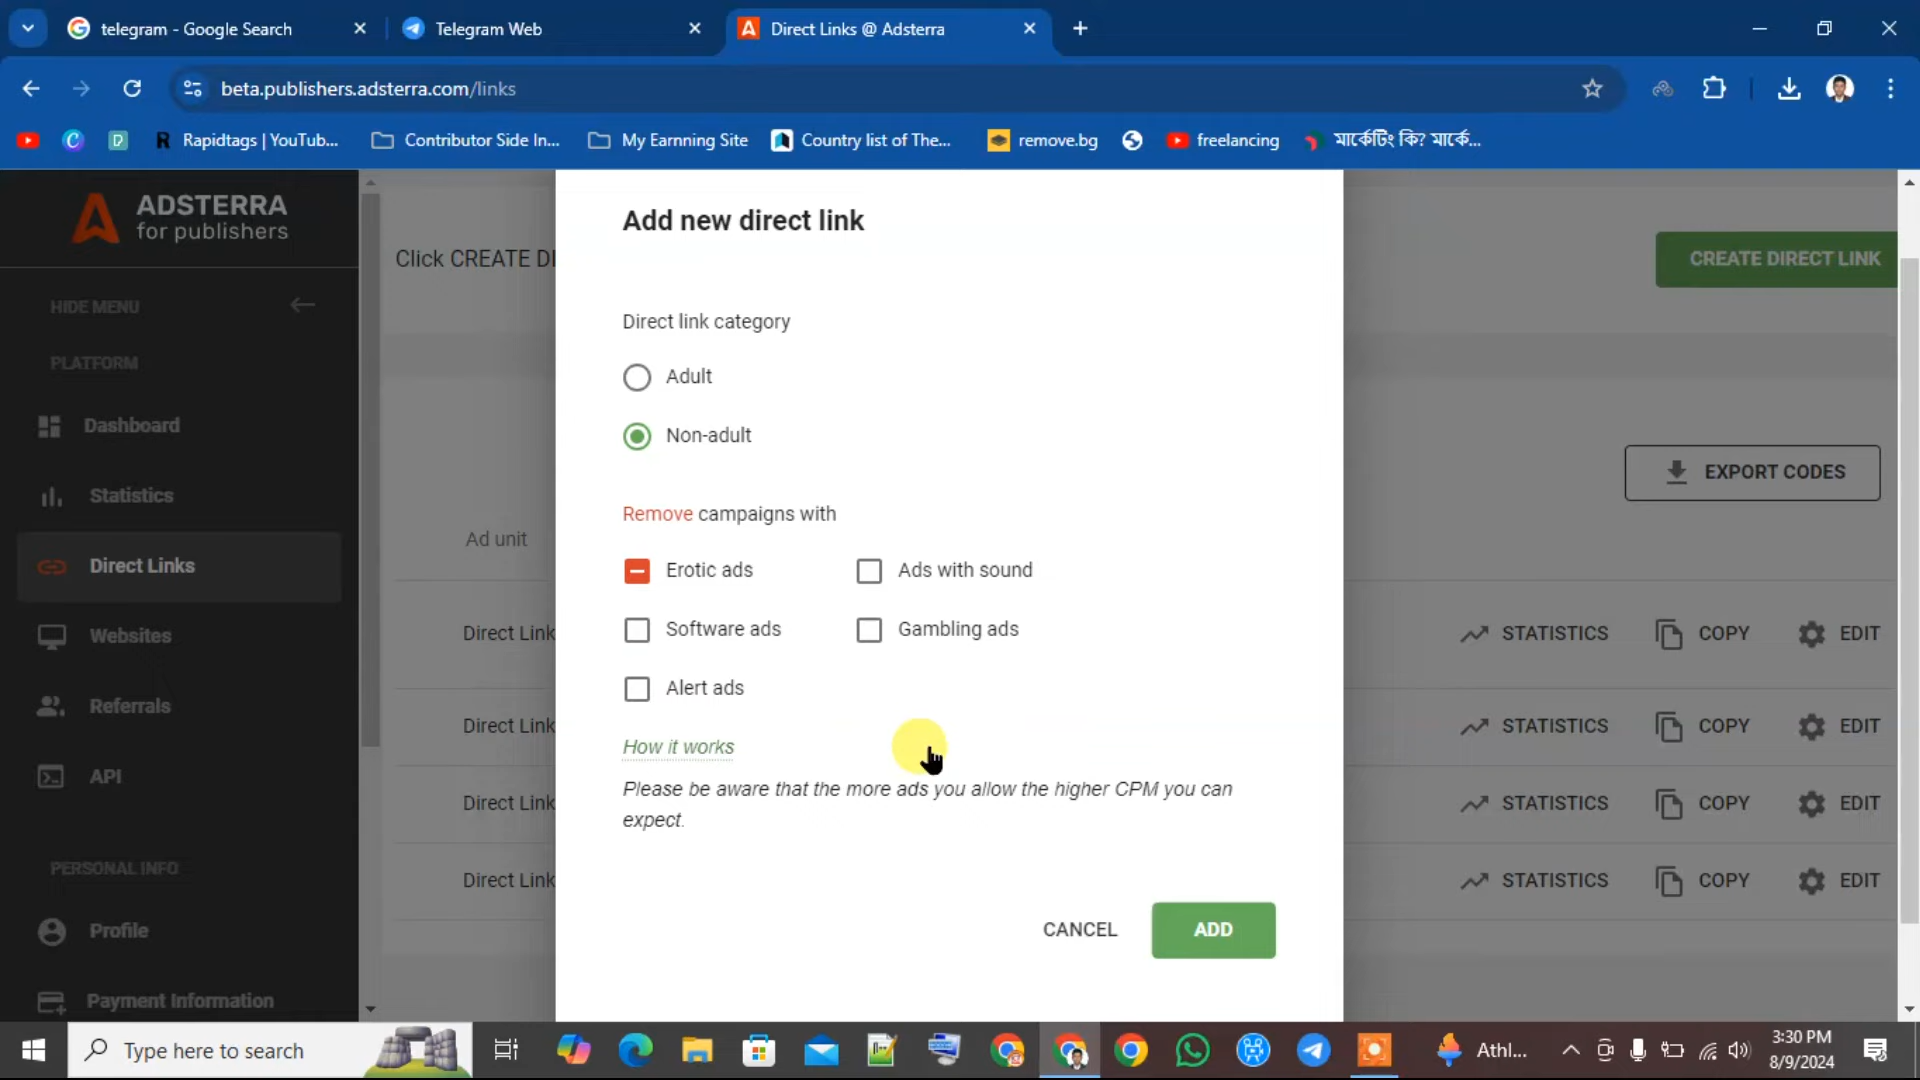 telegram - Google Search
Telegram Web
Direct Links @ Adsterra
beta.publishers.adsterra.com/links
Rapidtags | YouTub...
Contributor Side In...
My Earnning Site
Country list of The...
remove.bg
freelancing
মার্কেটিং কি? মার্কে...
ADSTERRA
for publishers
HIDE MENU
PLATFORM
Dashboard
Statistics
Direct Links
Websites
Referrals
API
PERSONAL INFO
Profile
Payment Information
Click CREATE DI
CREATE DIRECT LINK
EXPORT CODES
Ad unit
Direct Link
STATISTICS COPY EDIT
Direct Link
STATISTICS COPY EDIT
Direct Link
STATISTICS COPY EDIT
Direct Link
STATISTICS COPY EDIT
Add new direct link
Direct link category
Adult
Non-adult
Remove campaigns with
Erotic ads Ads with sound
Software ads Gambling ads
Alert ads
How it works
Please be aware that the more ads you allow the higher CPM you can
expect.
CANCEL ADD
Type here to search
Athl...
3:30 PM
8/9/2024